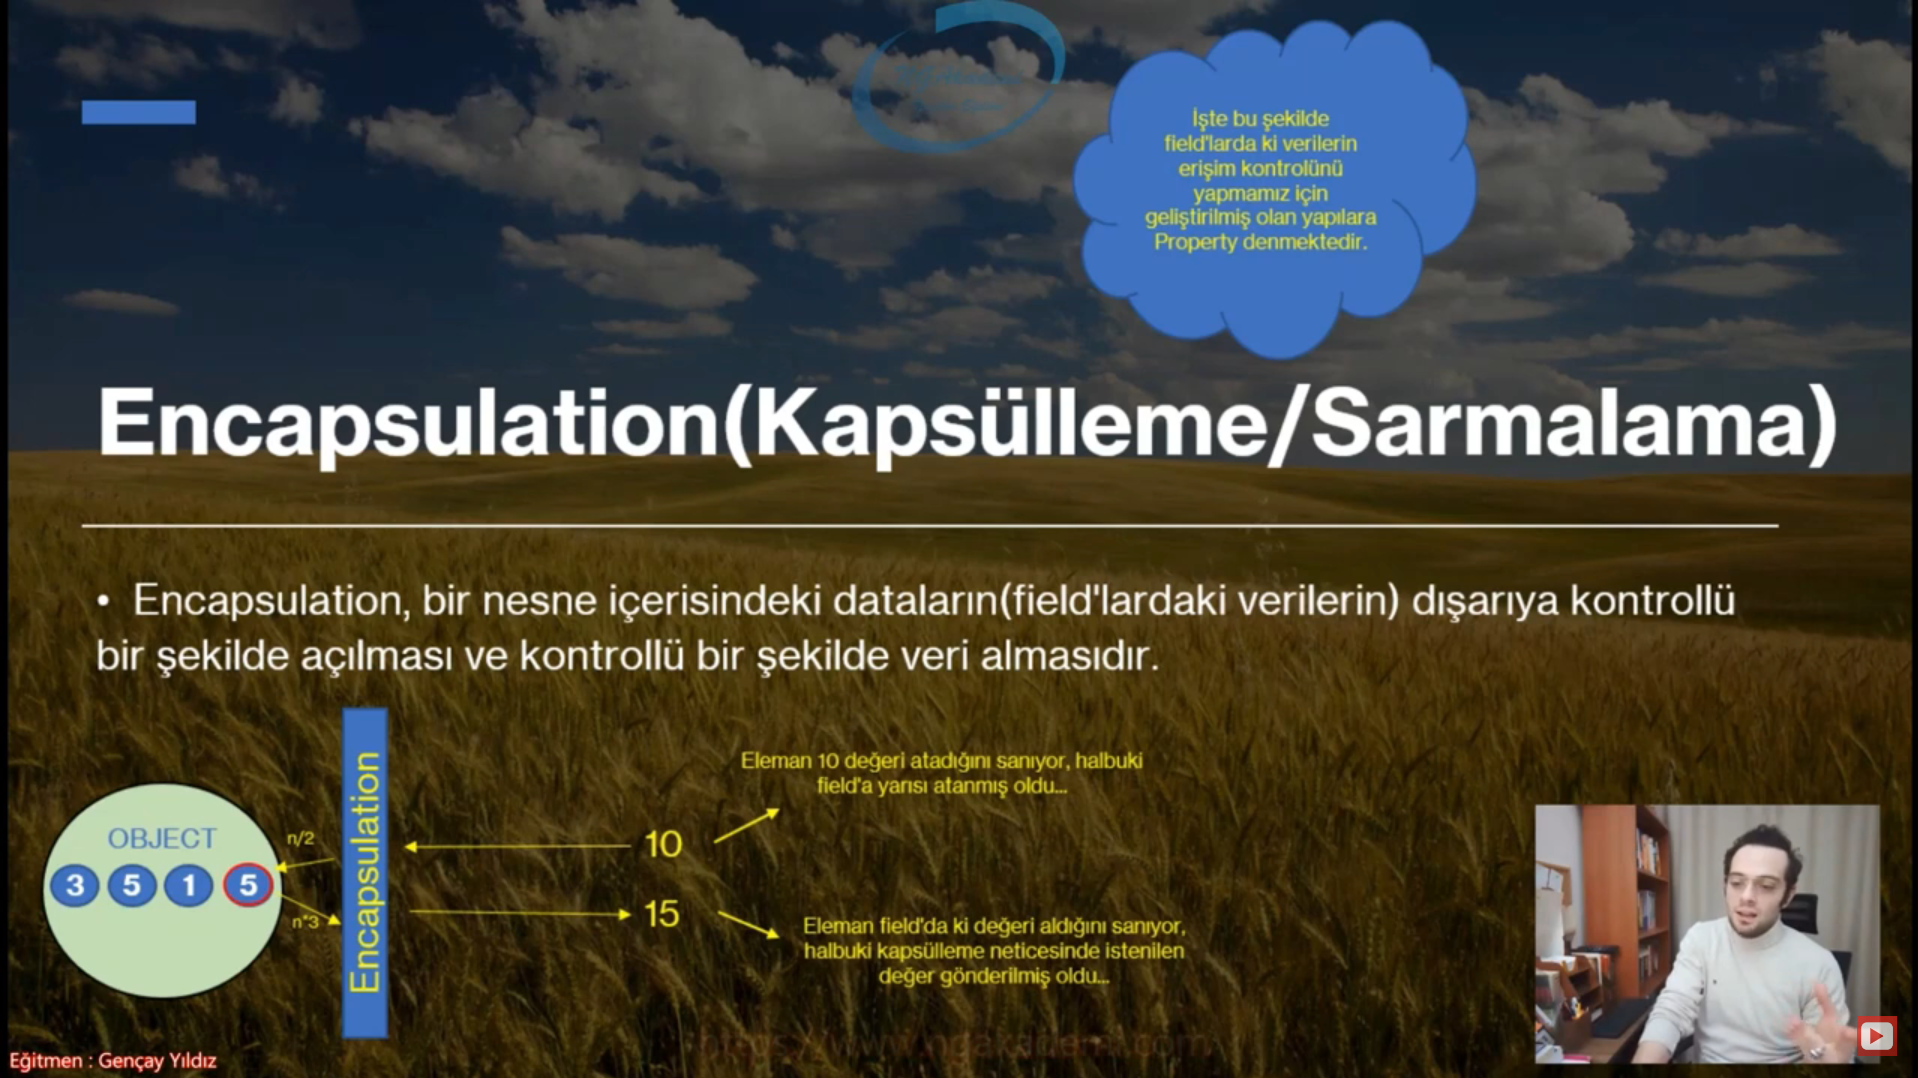 İşte bu şekilde
field'larda ki verilerin
erişim kontrolünü
yapmamız için
geliştirilmiş olan yapılara
Property denmektedir.
Encapsulation(Kapsülleme/Sarmalama)
• Encapsulation, bir nesne içerisindeki dataların(field'lardaki verilerin) dışarıya kontrollü
bir şekilde açılması ve kontrollü bir şekilde veri almasıdır.
Eleman 10 değeri atadığını sanıyor, halbuki
field'a yarısı atanmış oldu...
OBJECT
3 5 1 5
n/2
n*3
Encapsulation
10
15
Eleman field'da ki değeri aldığını sanıyor,
halbuki kapsülleme neticesinde istenilen
değer gönderilmiş oldu...
Eğitmen : Gençay Yıldız